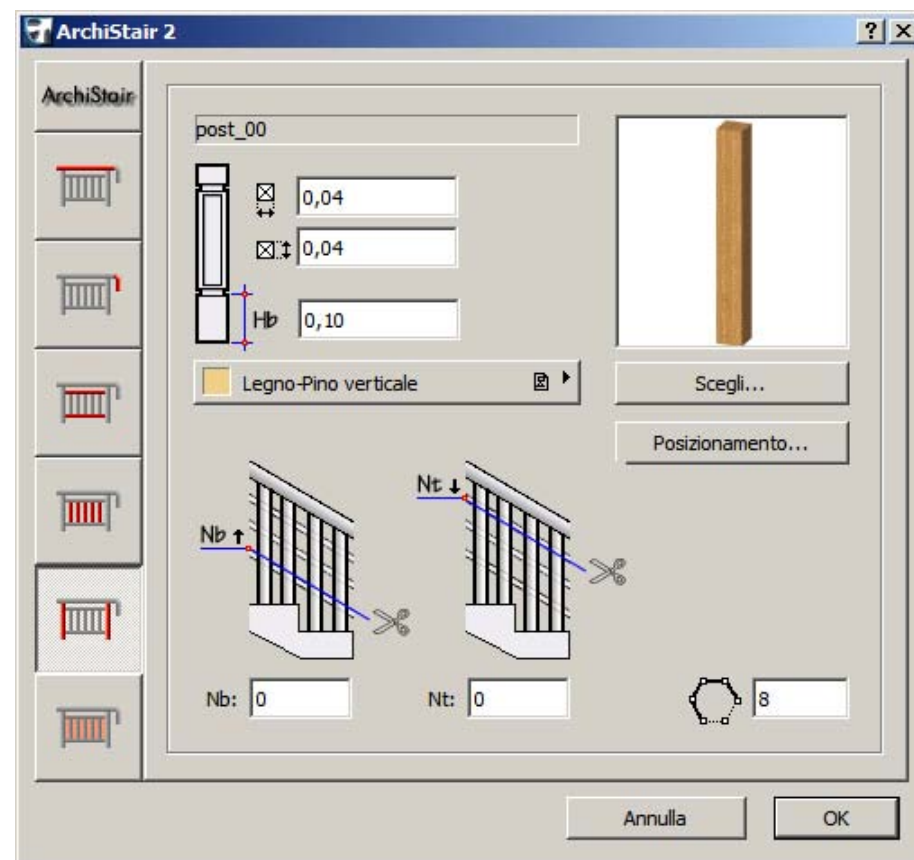 ArchiStair 2
ArchiStair
post_00
0,04
0,04
Hb
0,10
Legno-Pino verticale
Scegli...
Posizionamento...
Nt
Nb
Nb: 0
Nt: 0
8
Annulla
OK